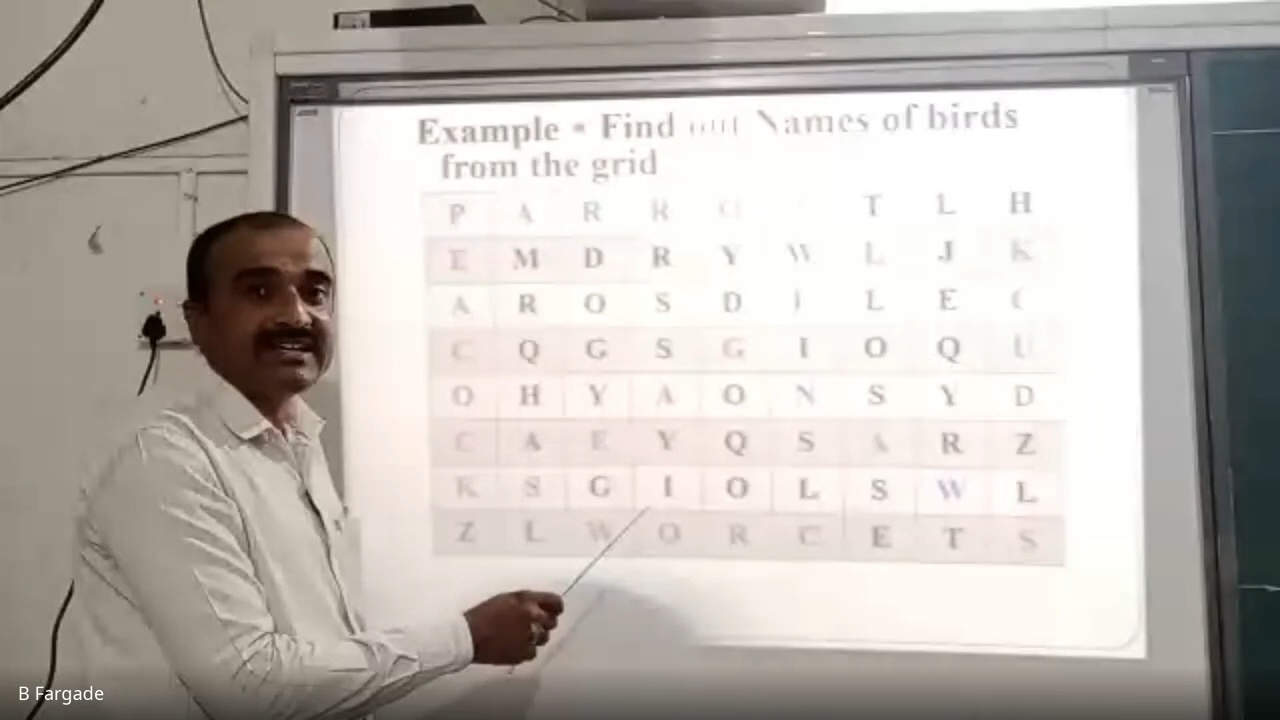 Example - Find out Names of birds
from the grid
P A R R O T L H
E M D R Y W L J K
A R O S D I L E C
C Q G S G I O Q U
O H Y A O N S Y D
C A E Y Q S A R Z
K S G I O L S W L
Z L W O R C E T S
B Fargade